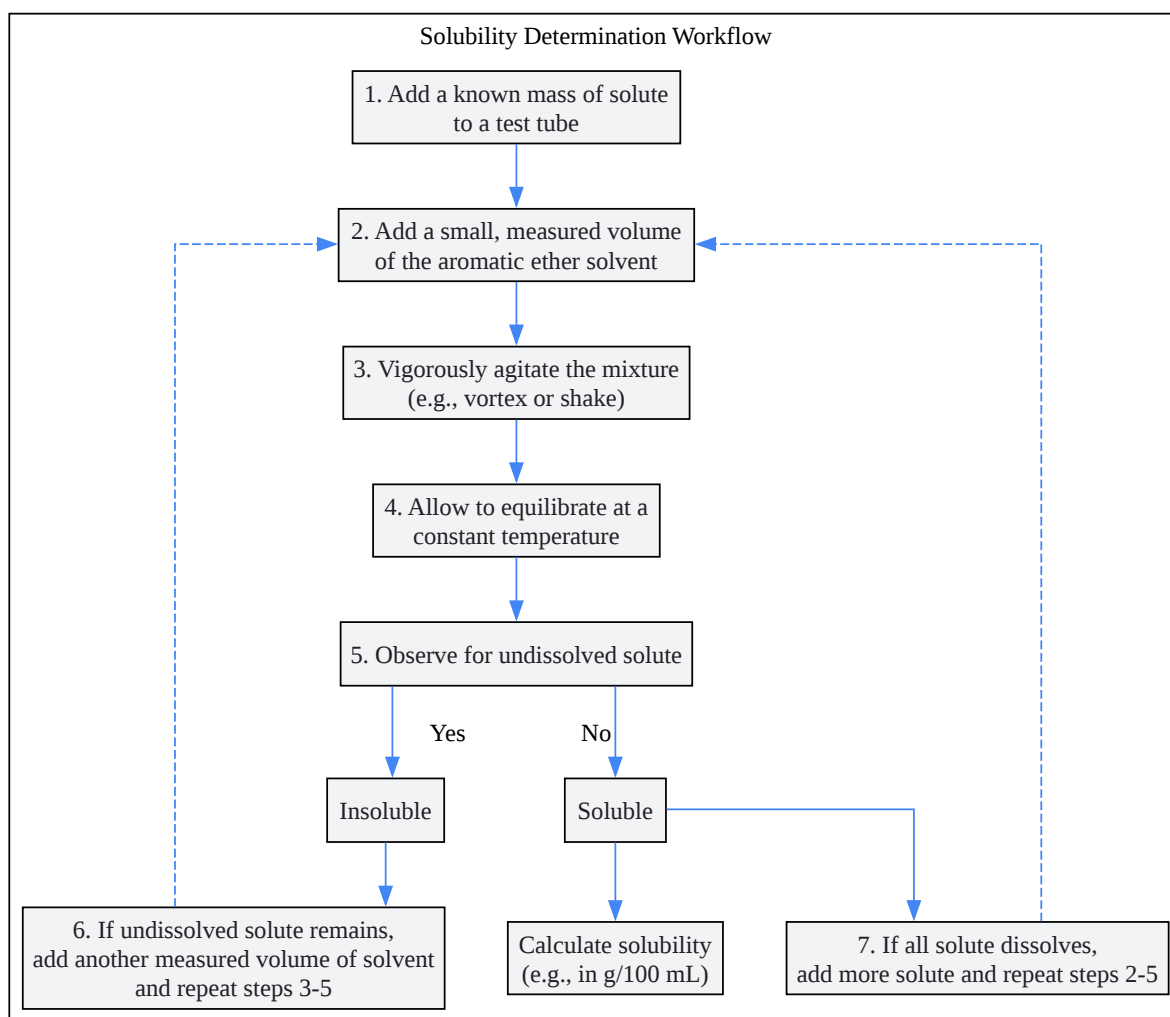 Solubility Determination Workflow
1. Add a known mass of solute
to a test tube
2. Add a small, measured volume
of the aromatic ether solvent
3. Vigorously agitate the mixture
(e.g., vortex or shake)
4. Allow to equilibrate at a
constant temperature
5. Observe for undissolved solute
Yes
No
Insoluble
Soluble
6. If undissolved solute remains,
add another measured volume of solvent
and repeat steps 3-5
Calculate solubility
(e.g., in g/100 mL)
7. If all solute dissolves,
add more solute and repeat steps 2-5